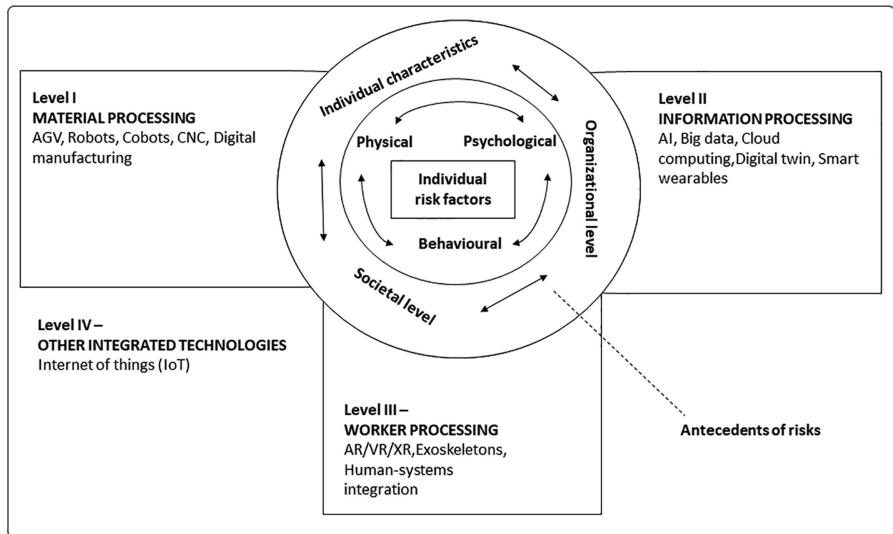 Level I
MATERIAL PROCESSING
AGV, Robots, Cobots, CNC, Digital
manufacturing
Individual characteristics
Organizational level
Societal level
Physical
Psychological
Individual
risk factors
Behavioural
Level II
INFORMATION PROCESSING
AI, Big data, Cloud
computing,Digital twin, Smart
wearables
Level IV –
OTHER INTEGRATED TECHNOLOGIES
Internet of things (IoT)
Level III –
WORKER PROCESSING
AR/VR/XR,Exoskeletons,
Human-systems
integration
Antecedents of risks